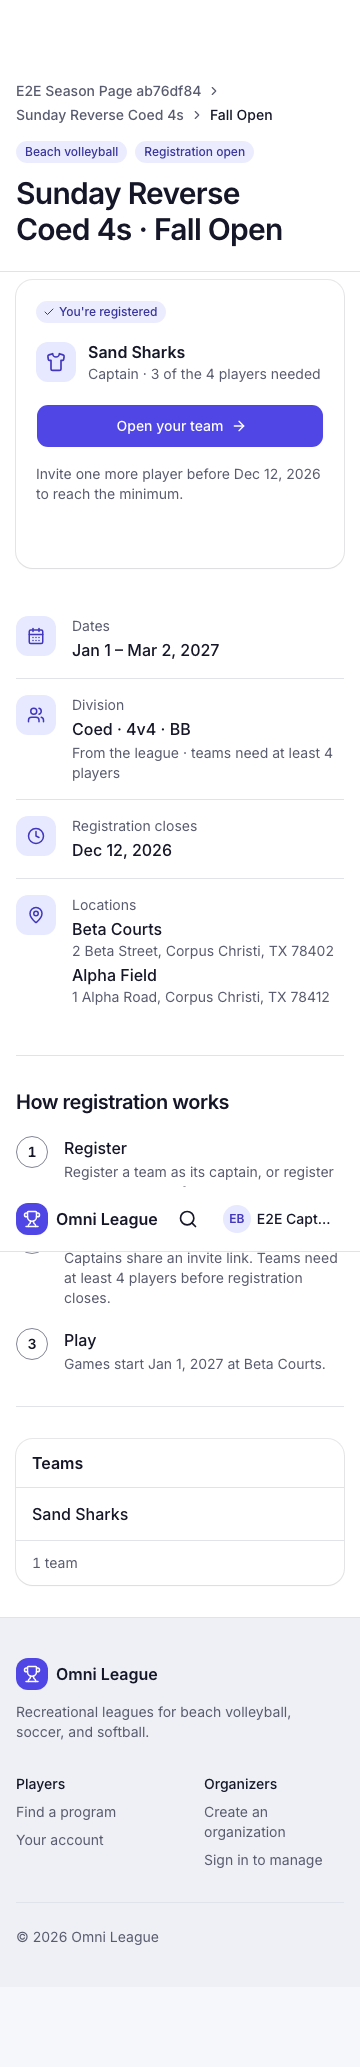 E2E Season Page ab76df84 >
Sunday Reverse Coed 4s > Fall Open
Beach volleyball Registration open
Sunday Reverse
Coed 4s · Fall Open
You're registered
Sand Sharks
Captain · 3 of the 4 players needed
Open your team →
Invite one more player before Dec 12, 2026
to reach the minimum.
Dates
Jan 1 – Mar 2, 2027
Division
Coed · 4v4 · BB
From the league · teams need at least 4
players
Registration closes
Dec 12, 2026
Locations
Beta Courts
2 Beta Street, Corpus Christi, TX 78402
Alpha Field
1 Alpha Road, Corpus Christi, TX 78412
How registration works
1 Register
Register a team as its captain, or register
Omni League EB E2E Capt...
Captains share an invite link. Teams need
at least 4 players before registration
closes.
3 Play
Games start Jan 1, 2027 at Beta Courts.
Teams
Sand Sharks
1 team
Omni League
Recreational leagues for beach volleyball,
soccer, and softball.
Players
Find a program
Your account
Organizers
Create an
organization
Sign in to manage
© 2026 Omni League